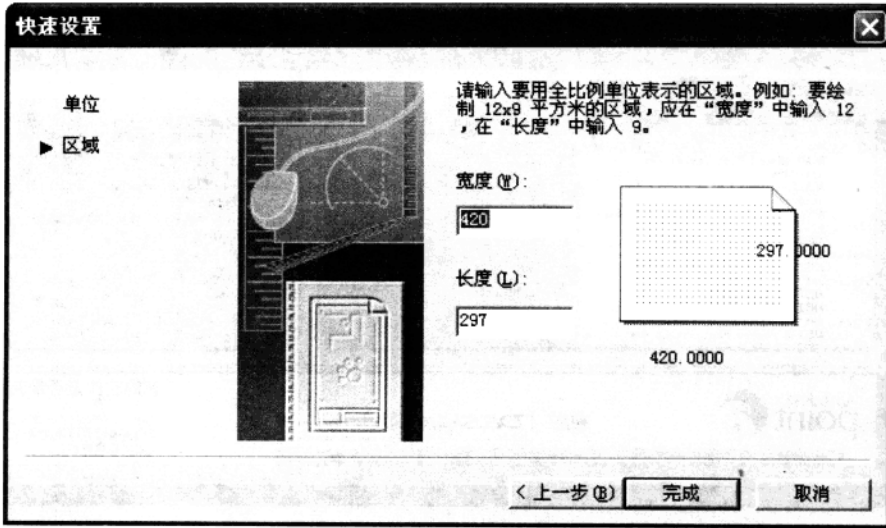 快速设置
单位
▶ 区域
请输入要用全比例单位表示的区域。例如：要绘
制 12x9 平方米的区域，应在“宽度”中输入 12
，在“长度”中输入 9。
宽度(W):
420
297.0000
长度(L):
297
420.0000
< 上一步(B)
完成
取消